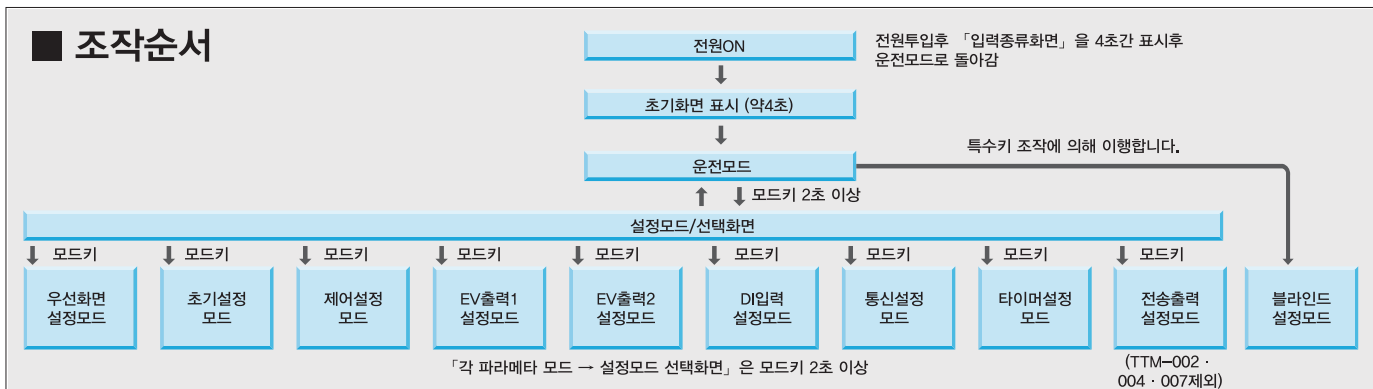 ■ 조작순서
전원ON
전원투입후 「입력종류화면」을 4초간 표시후
운전모드로 돌아감
초기화면 표시 (약4초)
운전모드
특수키 조작에 의해 이행합니다.
모드키 2초 이상
설정모드/선택화면
모드키 모드키 모드키 모드키 모드키 모드키 모드키 모드키 모드키
우선화면
설정모드
초기설정
모드
제어설정
모드
EV출력1
설정모드
EV출력2
설정모드
DI입력
설정모드
통신설정
모드
타이머설정
모드
전송출력
설정모드
블라인드
설정모드
「각 파라메타 모드 → 설정모드 선택화면」은 모드키 2초 이상
(TTM-002 ·
004 · 007제외)